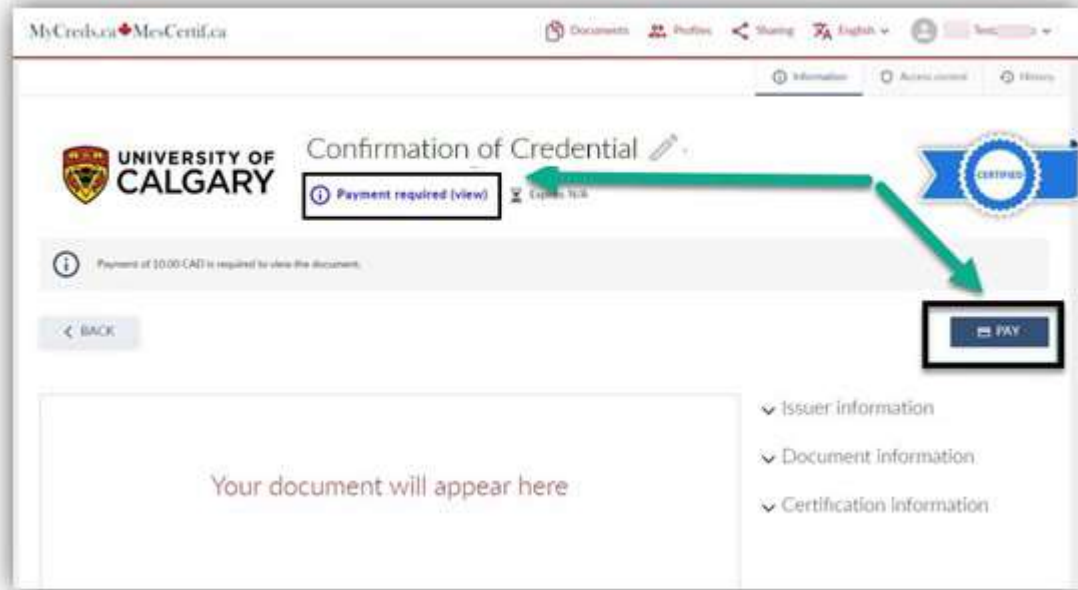 MyCreds.ca MesCertif.ca
Documents Profiles Sharing English
Information Access control History
UNIVERSITY OF
CALGARY
Confirmation of Credential
Payment required (view) Expires N/A
CERTIFIED
Payment of 10.00 CAD is required to view the document.
BACK
PAY
Issuer information
Your document will appear here
Document information
Certification information